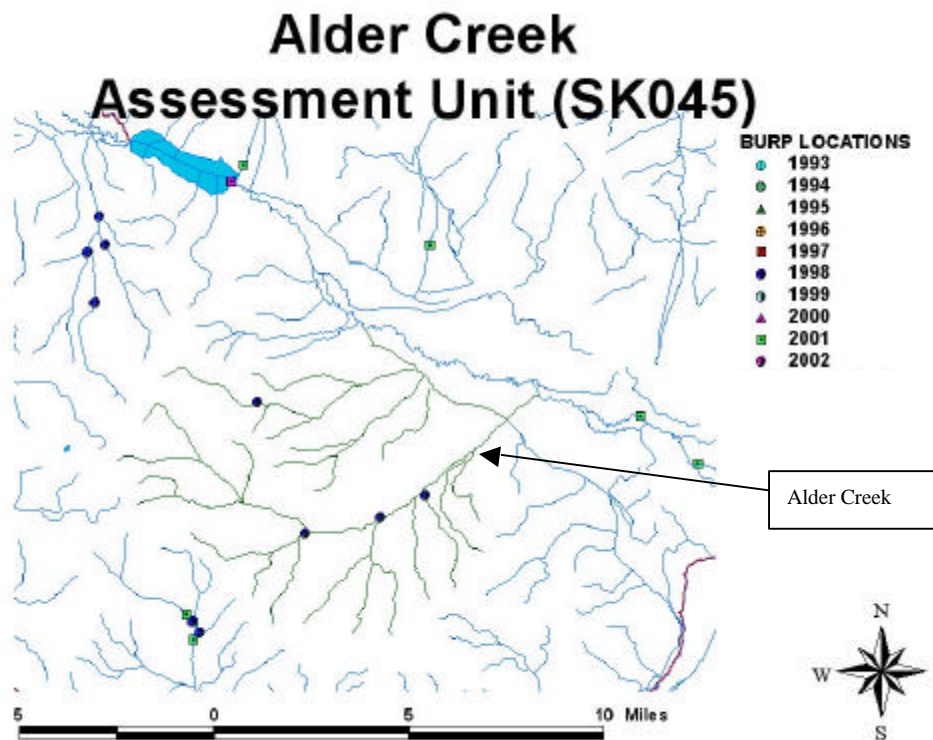 Alder Creek
Assessment Unit (SK045)
BURP LOCATIONS
1993
1994
1995
1996
1997
1998
1999
2000
2001
2002
Alder Creek
N
W
S
5 0 5 10 Miles